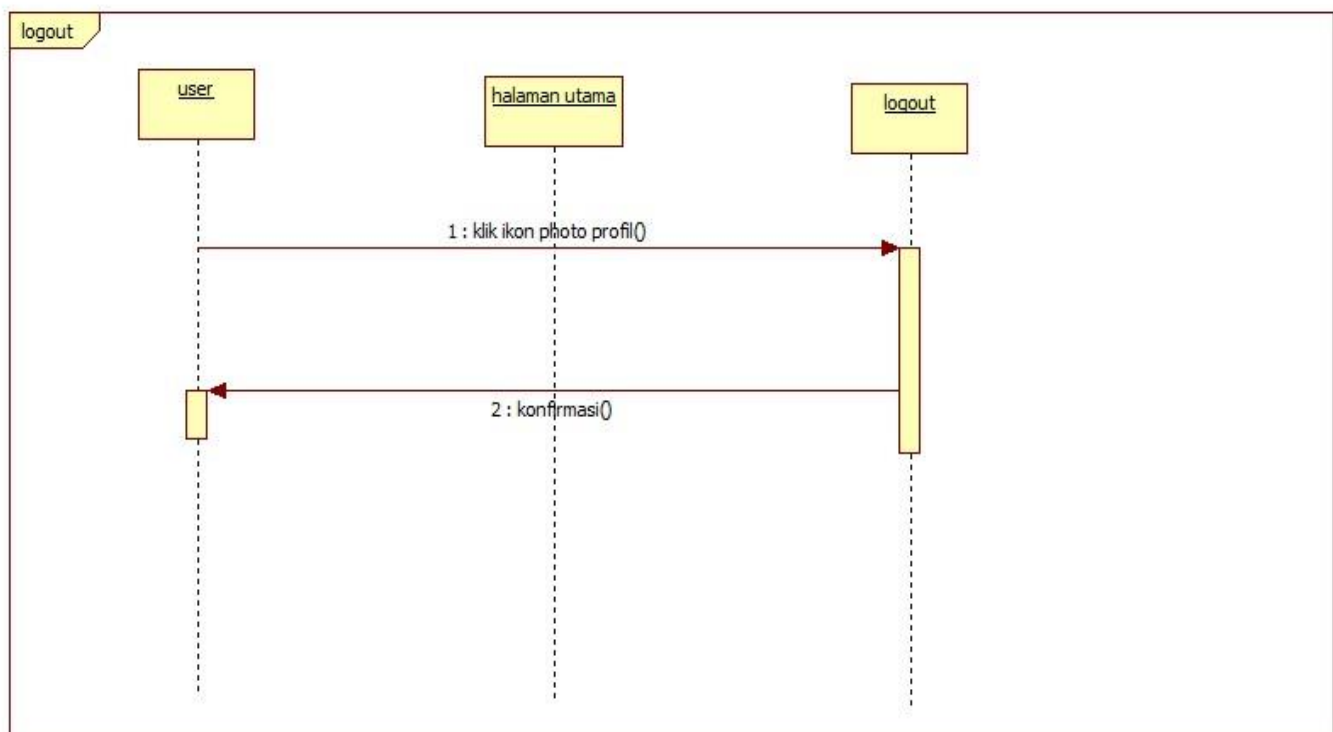 logout
user
halaman utama
logout
1 : klik ikon photo profil()
2 : konfirmasi()